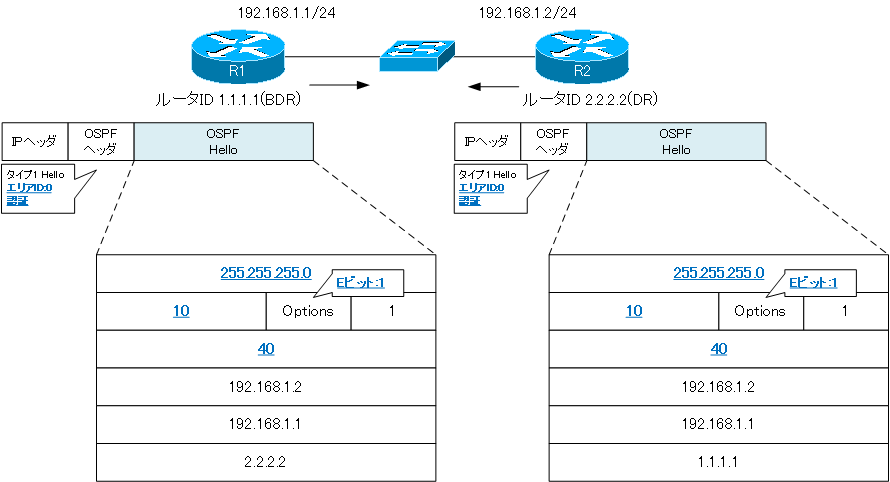 192.168.1.1/24
192.168.1.2/24
R1
R2
ルータID 1.1.1.1(BDR)
ルータID 2.2.2.2(DR)
IPヘッダ
OSPF
ヘッダ
OSPF
Hello
タイプ1 Hello
エリアID:0
認証
255.255.255.0
Eビット:1
10
Options
1
40
192.168.1.2
192.168.1.1
2.2.2.2
IPヘッダ
OSPF
ヘッダ
OSPF
Hello
タイプ1 Hello
エリアID:0
認証
255.255.255.0
Eビット:1
10
Options
1
40
192.168.1.2
192.168.1.1
1.1.1.1